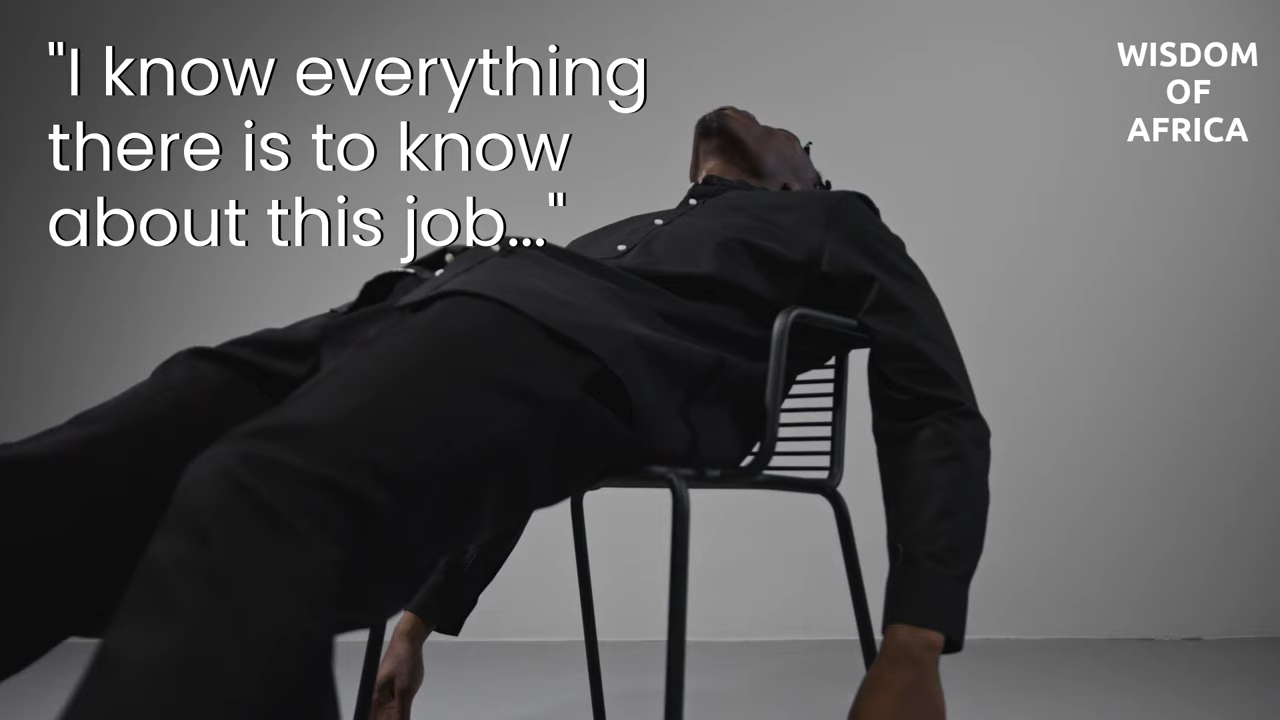 "I know everything
there is to know
about this job..."
WISDOM
OF
AFRICA